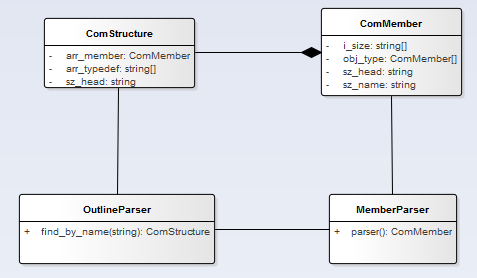 ComStructure
- arr_member: ComMember
- arr_typedef: string[]
- sz_head: string
ComMember
- i_size: string[]
- obj_type: ComMember[]
- sz_head: string
- sz_name: string
OutlineParser
+ find_by_name(string): ComStructure
MemberParser
+ parser(): ComMember